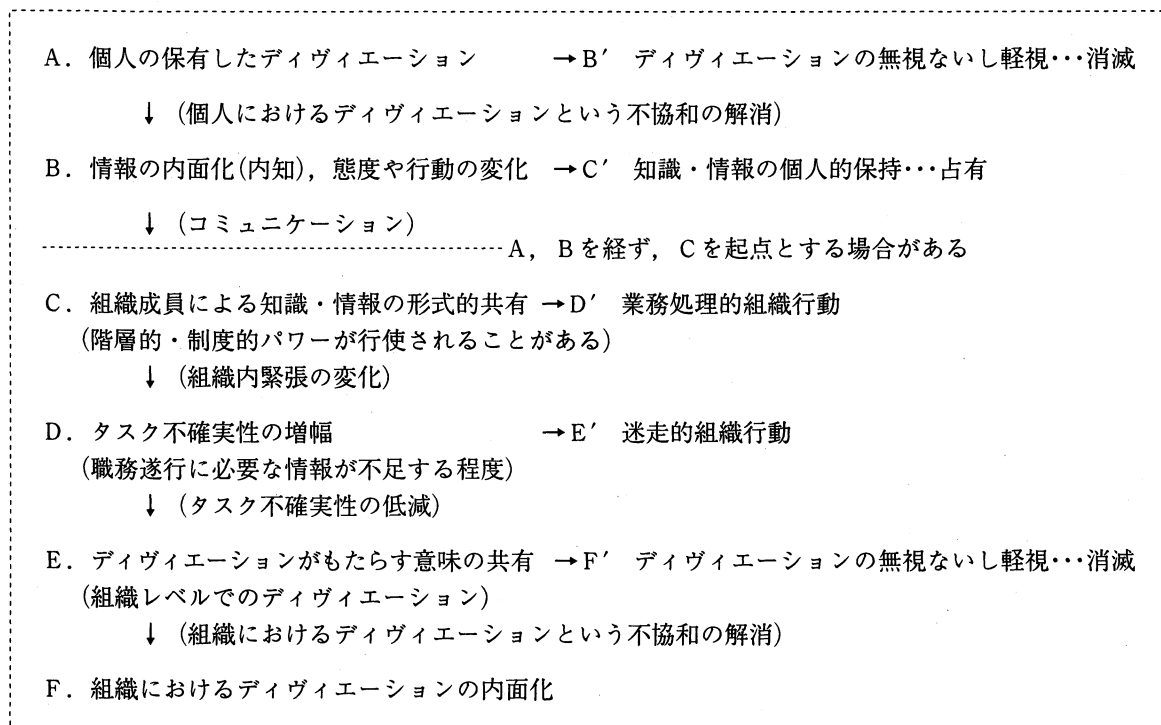 A．個人の保有したディヴィエーション　→B′　ディヴィエーションの無視ないし軽視･･･消滅
↓（個人におけるディヴィエーションという不協和の解消）
B．情報の内面化(内知)，態度や行動の変化　→C′　知識・情報の個人的保持･･･占有
↓（コミュニケーション）
A，Bを経ず，Cを起点とする場合がある
C．組織成員による知識・情報の形式的共有　→D′　業務処理的組織行動
（階層的・制度的パワーが行使されることがある）
↓（組織内緊張の変化）
D．タスク不確実性の増幅　→E′　迷走的組織行動
（職務遂行に必要な情報が不足する程度）
↓（タスク不確実性の低減）
E．ディヴィエーションがもたらす意味の共有　→F′　ディヴィエーションの無視ないし軽視･･･消滅
（組織レベルでのディヴィエーション）
↓（組織におけるディヴィエーションという不協和の解消）
F．組織におけるディヴィエーションの内面化